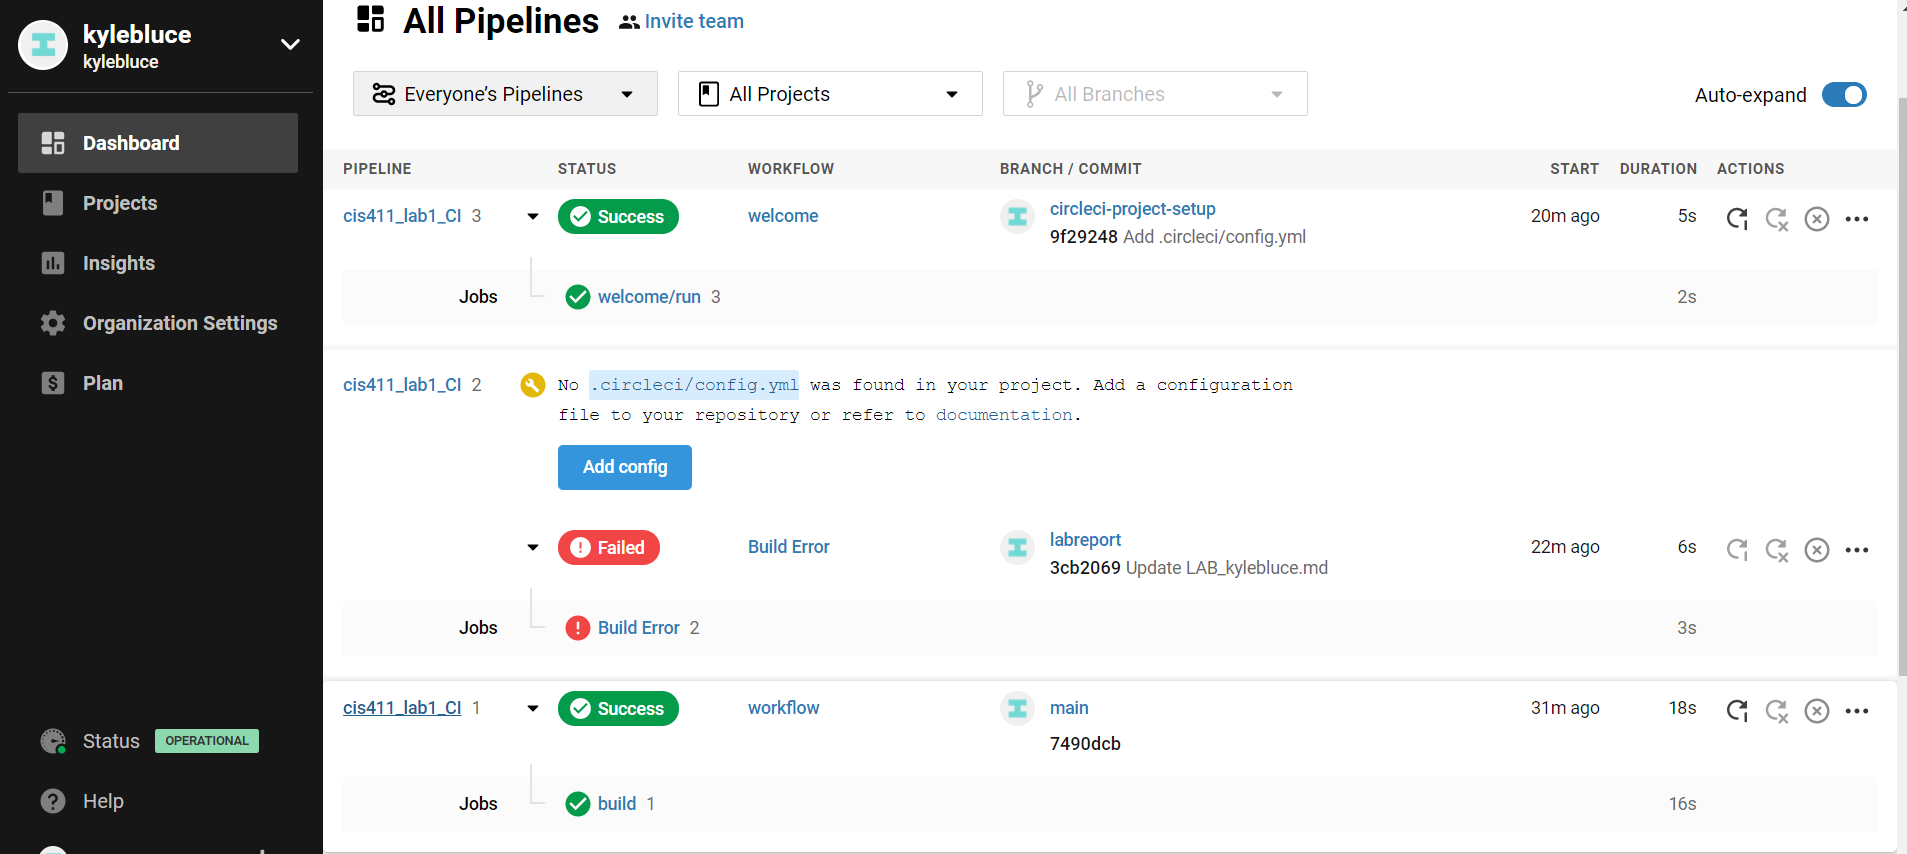 kylebluce
kylebluce
Dashboard
Projects
Insights
Organization Settings
Plan
Status OPERATIONAL
Help
All Pipelines Invite team
Everyone's Pipelines All Projects All Branches Auto-expand
PIPELINE STATUS WORKFLOW BRANCH / COMMIT START DURATION ACTIONS
cis411_lab1_CI 3 Success welcome circleci-project-setup 20m ago 5s
9f29248 Add .circleci/config.yml
Jobs welcome/run 3 2s
cis411_lab1_CI 2 No .circleci/config.yml was found in your project. Add a configuration
file to your repository or refer to documentation.
Add config
Failed Build Error labreport 22m ago 6s
3cb2069 Update LAB_kylebluce.md
Jobs Build Error 2 3s
cis411_lab1_CI 1 Success workflow main 31m ago 18s
7490dcb
Jobs build 1 16s